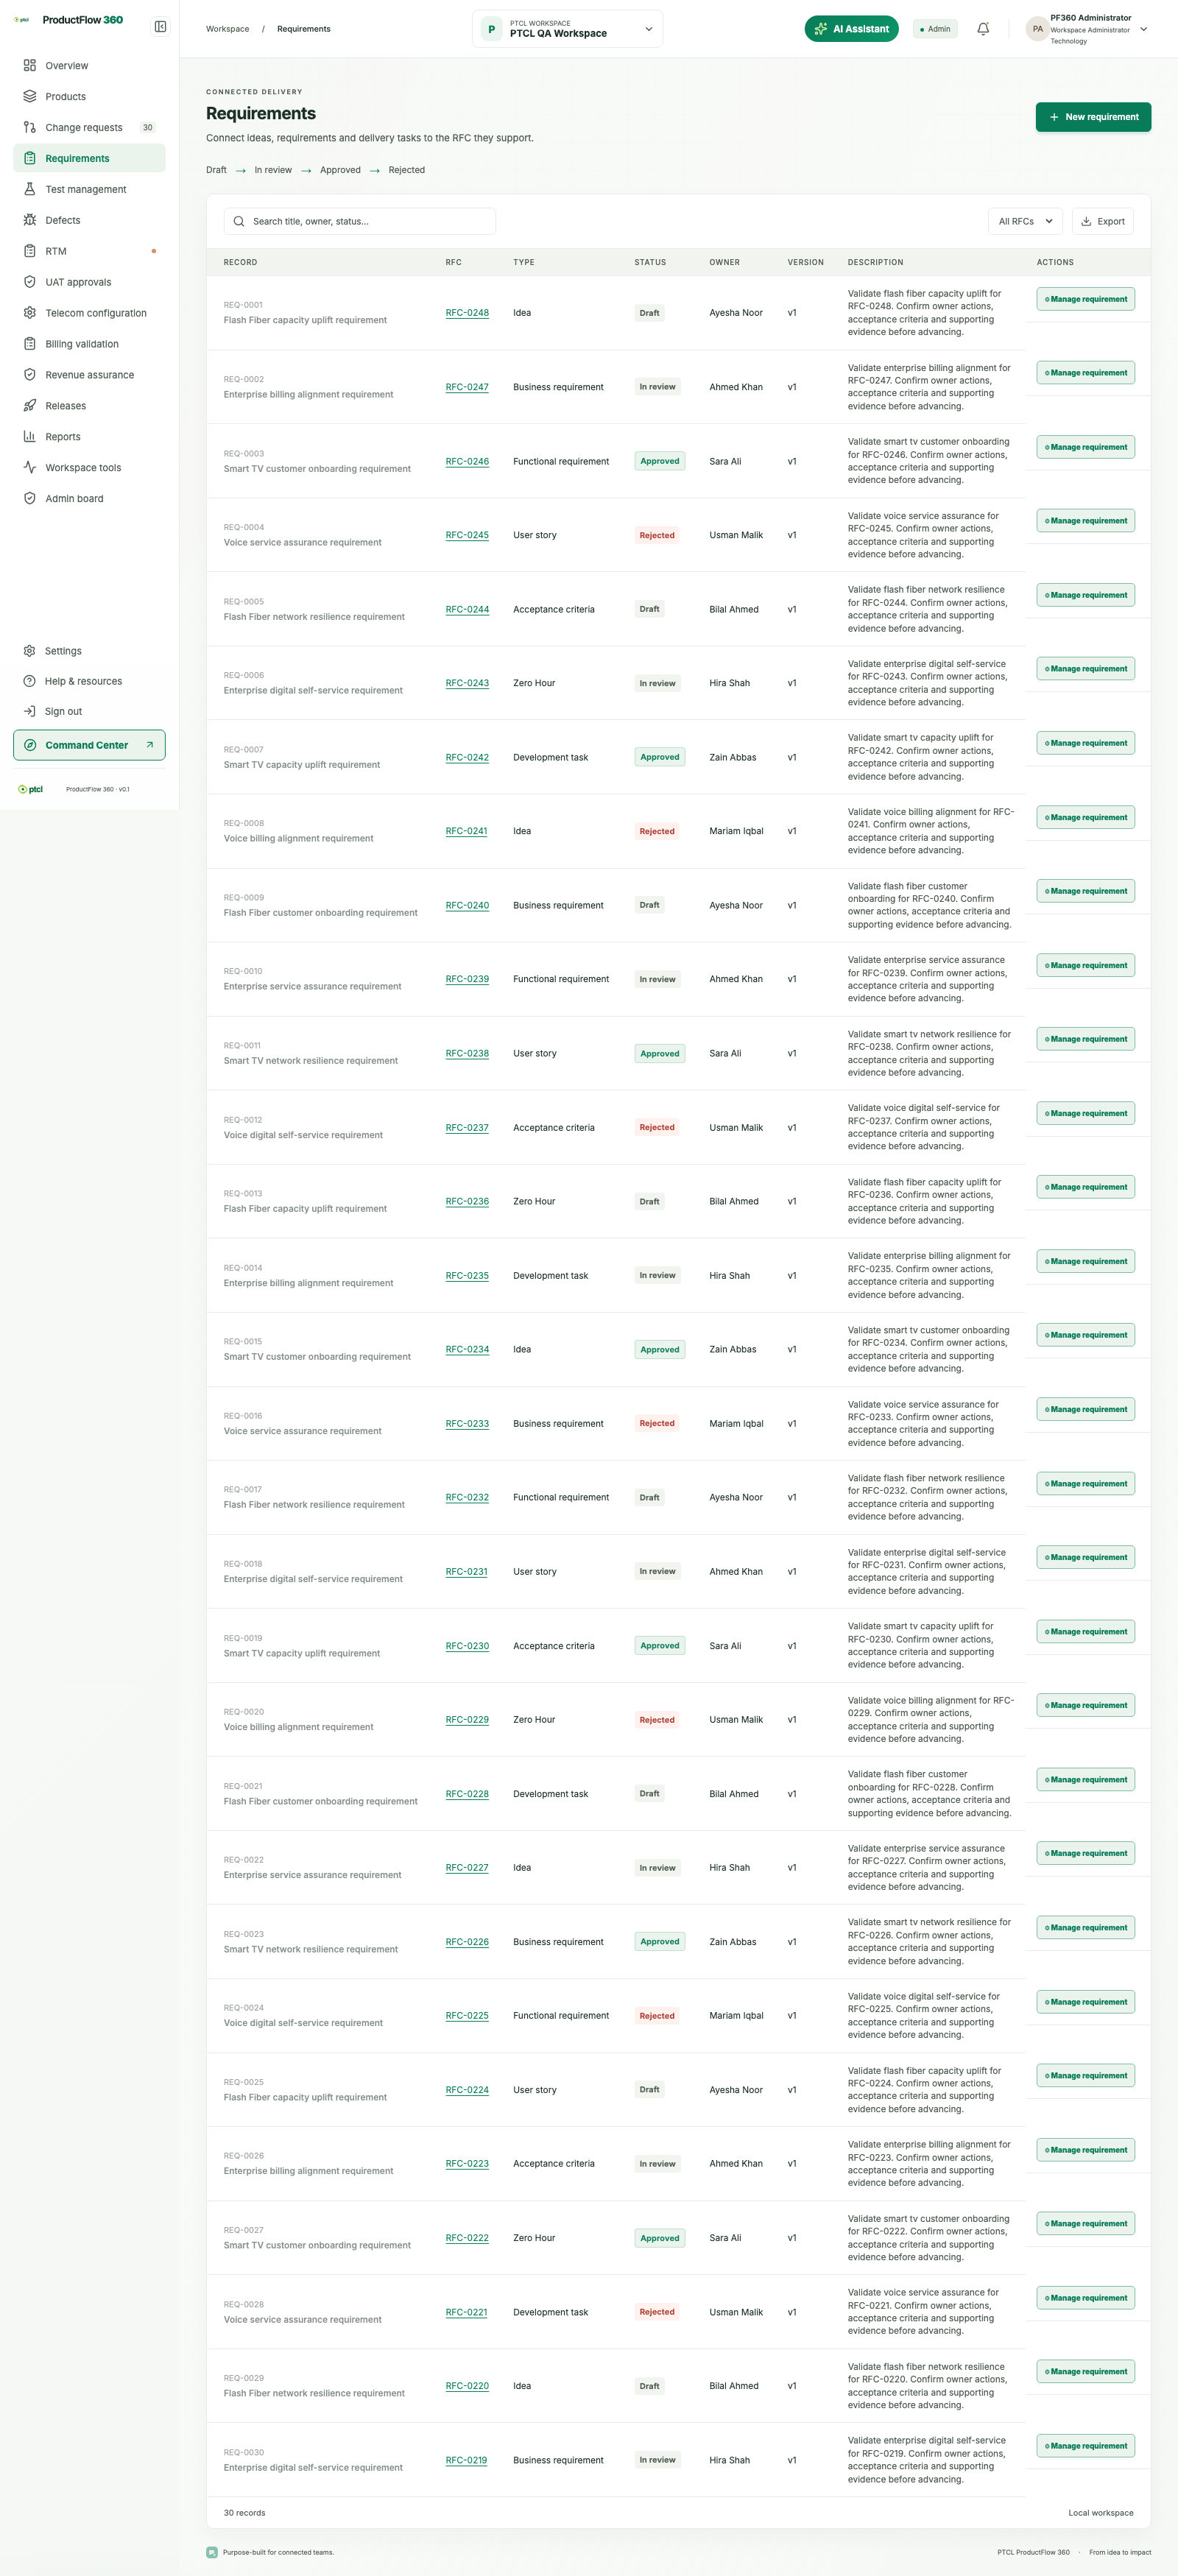 ptcl
ProductFlow 360
Overview
Products
Change requests 30
Requirements
Test management
Defects
RTM
UAT approvals
Telecom configuration
Billing validation
Revenue assurance
Releases
Reports
Workspace tools
Admin board
Settings
Help & resources
Sign out
Command Center
ptcl ProductFlow 360 · v0.1
Workspace / Requirements
P
PTCL WORKSPACE
PTCL QA Workspace
AI Assistant
Admin
PA
PF360 Administrator
Workspace Administrator
Technology
CONNECTED DELIVERY
Requirements
Connect ideas, requirements and delivery tasks to the RFC they support.
New requirement
Draft → In review → Approved → Rejected
Search title, owner, status...
All RFCs
Export
RECORD RFC TYPE STATUS OWNER VERSION DESCRIPTION ACTIONS
REQ-0001
Flash Fiber capacity uplift requirement
RFC-0248 Idea Draft Ayesha Noor v1
Validate flash fiber capacity uplift for
RFC-0248. Confirm owner actions,
acceptance criteria and supporting
evidence before advancing.
Manage requirement
REQ-0002
Enterprise billing alignment requirement
RFC-0247 Business requirement In review Ahmed Khan v1
Validate enterprise billing alignment for
RFC-0247. Confirm owner actions,
acceptance criteria and supporting
evidence before advancing.
Manage requirement
REQ-0003
Smart TV customer onboarding requirement
RFC-0246 Functional requirement Approved Sara Ali v1
Validate smart tv customer onboarding
for RFC-0246. Confirm owner actions,
acceptance criteria and supporting
evidence before advancing.
Manage requirement
REQ-0004
Voice service assurance requirement
RFC-0245 User story Rejected Usman Malik v1
Validate voice service assurance for
RFC-0245. Confirm owner actions,
acceptance criteria and supporting
evidence before advancing.
Manage requirement
REQ-0005
Flash Fiber network resilience requirement
RFC-0244 Acceptance criteria Draft Bilal Ahmed v1
Validate flash fiber network resilience
for RFC-0244. Confirm owner actions,
acceptance criteria and supporting
evidence before advancing.
Manage requirement
REQ-0006
Enterprise digital self-service requirement
RFC-0243 Zero Hour In review Hira Shah v1
Validate enterprise digital self-service
for RFC-0243. Confirm owner actions,
acceptance criteria and supporting
evidence before advancing.
Manage requirement
REQ-0007
Smart TV capacity uplift requirement
RFC-0242 Development task Approved Zain Abbas v1
Validate smart tv capacity uplift for
RFC-0242. Confirm owner actions,
acceptance criteria and supporting
evidence before advancing.
Manage requirement
REQ-0008
Voice billing alignment requirement
RFC-0241 Idea Rejected Mariam Iqbal v1
Validate voice billing alignment for RFC-
0241. Confirm owner actions,
acceptance criteria and supporting
evidence before advancing.
Manage requirement
REQ-0009
Flash Fiber customer onboarding requirement
RFC-0240 Business requirement Draft Ayesha Noor v1
Validate flash fiber customer
onboarding for RFC-0240. Confirm
owner actions, acceptance criteria and
supporting evidence before advancing.
Manage requirement
REQ-0010
Enterprise service assurance requirement
RFC-0239 Functional requirement In review Ahmed Khan v1
Validate enterprise service assurance
for RFC-0239. Confirm owner actions,
acceptance criteria and supporting
evidence before advancing.
Manage requirement
REQ-0011
Smart TV network resilience requirement
RFC-0238 User story Approved Sara Ali v1
Validate smart tv network resilience for
RFC-0238. Confirm owner actions,
acceptance criteria and supporting
evidence before advancing.
Manage requirement
REQ-0012
Voice digital self-service requirement
RFC-0237 Acceptance criteria Rejected Usman Malik v1
Validate voice digital self-service for
RFC-0237. Confirm owner actions,
acceptance criteria and supporting
evidence before advancing.
Manage requirement
REQ-0013
Flash Fiber capacity uplift requirement
RFC-0236 Zero Hour Draft Bilal Ahmed v1
Validate flash fiber capacity uplift for
RFC-0236. Confirm owner actions,
acceptance criteria and supporting
evidence before advancing.
Manage requirement
REQ-0014
Enterprise billing alignment requirement
RFC-0235 Development task In review Hira Shah v1
Validate enterprise billing alignment for
RFC-0235. Confirm owner actions,
acceptance criteria and supporting
evidence before advancing.
Manage requirement
REQ-0015
Smart TV customer onboarding requirement
RFC-0234 Idea Approved Zain Abbas v1
Validate smart tv customer onboarding
for RFC-0234. Confirm owner actions,
acceptance criteria and supporting
evidence before advancing.
Manage requirement
REQ-0016
Voice service assurance requirement
RFC-0233 Business requirement Rejected Mariam Iqbal v1
Validate voice service assurance for
RFC-0233. Confirm owner actions,
acceptance criteria and supporting
evidence before advancing.
Manage requirement
REQ-0017
Flash Fiber network resilience requirement
RFC-0232 Functional requirement Draft Ayesha Noor v1
Validate flash fiber network resilience
for RFC-0232. Confirm owner actions,
acceptance criteria and supporting
evidence before advancing.
Manage requirement
REQ-0018
Enterprise digital self-service requirement
RFC-0231 User story In review Ahmed Khan v1
Validate enterprise digital self-service
for RFC-0231. Confirm owner actions,
acceptance criteria and supporting
evidence before advancing.
Manage requirement
REQ-0019
Smart TV capacity uplift requirement
RFC-0230 Acceptance criteria Approved Sara Ali v1
Validate smart tv capacity uplift for
RFC-0230. Confirm owner actions,
acceptance criteria and supporting
evidence before advancing.
Manage requirement
REQ-0020
Voice billing alignment requirement
RFC-0229 Zero Hour Rejected Usman Malik v1
Validate voice billing alignment for RFC-
0229. Confirm owner actions,
acceptance criteria and supporting
evidence before advancing.
Manage requirement
REQ-0021
Flash Fiber customer onboarding requirement
RFC-0228 Development task Draft Bilal Ahmed v1
Validate flash fiber customer
onboarding for RFC-0228. Confirm
owner actions, acceptance criteria and
supporting evidence before advancing.
Manage requirement
REQ-0022
Enterprise service assurance requirement
RFC-0227 Idea In review Hira Shah v1
Validate enterprise service assurance
for RFC-0227. Confirm owner actions,
acceptance criteria and supporting
evidence before advancing.
Manage requirement
REQ-0023
Smart TV network resilience requirement
RFC-0226 Business requirement Approved Zain Abbas v1
Validate smart tv network resilience for
RFC-0226. Confirm owner actions,
acceptance criteria and supporting
evidence before advancing.
Manage requirement
REQ-0024
Voice digital self-service requirement
RFC-0225 Functional requirement Rejected Mariam Iqbal v1
Validate voice digital self-service for
RFC-0225. Confirm owner actions,
acceptance criteria and supporting
evidence before advancing.
Manage requirement
REQ-0025
Flash Fiber capacity uplift requirement
RFC-0224 User story Draft Ayesha Noor v1
Validate flash fiber capacity uplift for
RFC-0224. Confirm owner actions,
acceptance criteria and supporting
evidence before advancing.
Manage requirement
REQ-0026
Enterprise billing alignment requirement
RFC-0223 Acceptance criteria In review Ahmed Khan v1
Validate enterprise billing alignment for
RFC-0223. Confirm owner actions,
acceptance criteria and supporting
evidence before advancing.
Manage requirement
REQ-0027
Smart TV customer onboarding requirement
RFC-0222 Zero Hour Approved Sara Ali v1
Validate smart tv customer onboarding
for RFC-0222. Confirm owner actions,
acceptance criteria and supporting
evidence before advancing.
Manage requirement
REQ-0028
Voice service assurance requirement
RFC-0221 Development task Rejected Usman Malik v1
Validate voice service assurance for
RFC-0221. Confirm owner actions,
acceptance criteria and supporting
evidence before advancing.
Manage requirement
REQ-0029
Flash Fiber network resilience requirement
RFC-0220 Idea Draft Bilal Ahmed v1
Validate flash fiber network resilience
for RFC-0220. Confirm owner actions,
acceptance criteria and supporting
evidence before advancing.
Manage requirement
REQ-0030
Enterprise digital self-service requirement
RFC-0219 Business requirement In review Hira Shah v1
Validate enterprise digital self-service
for RFC-0219. Confirm owner actions,
acceptance criteria and supporting
evidence before advancing.
Manage requirement
30 records
Local workspace
Purpose-built for connected teams.
PTCL ProductFlow 360 · From idea to impact